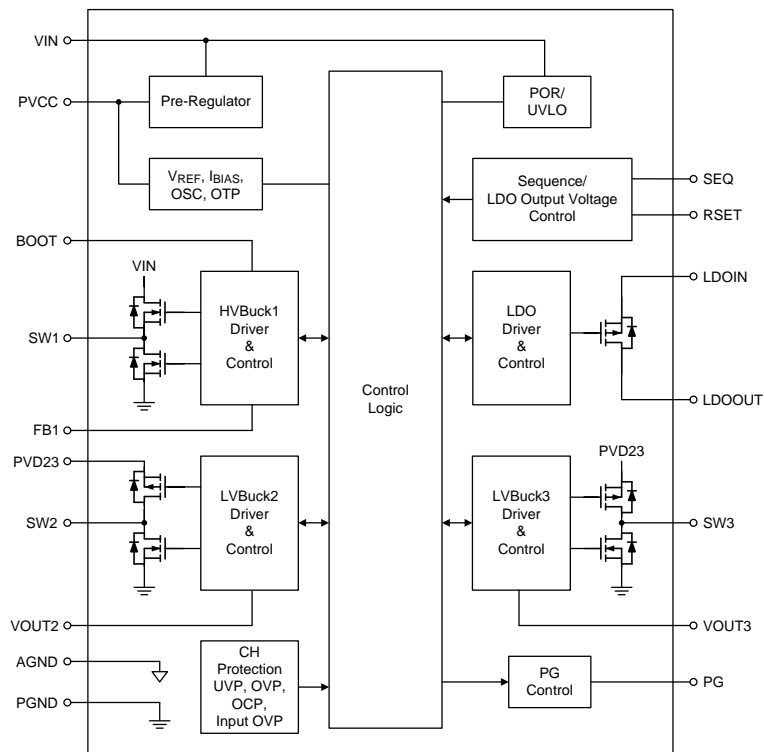 VIN
PVCC
Pre-Regulator
POR/
UVLO
VREF, IBIAS,
OSC, OTP
Sequence/
LDO Output Voltage
Control
SEQ
RSET
BOOT
VIN
SW1
HVBuck1
Driver
&
Control
FB1
LDO
Driver
&
Control
LDOIN
LDOOUT
Control
Logic
PVD23
SW2
LVBuck2
Driver
&
Control
VOUT2
LVBuck3
Driver
&
Control
PVD23
SW3
VOUT3
AGND
PGND
CH
Protection
UVP, OVP,
OCP,
Input OVP
PG
Control
PG